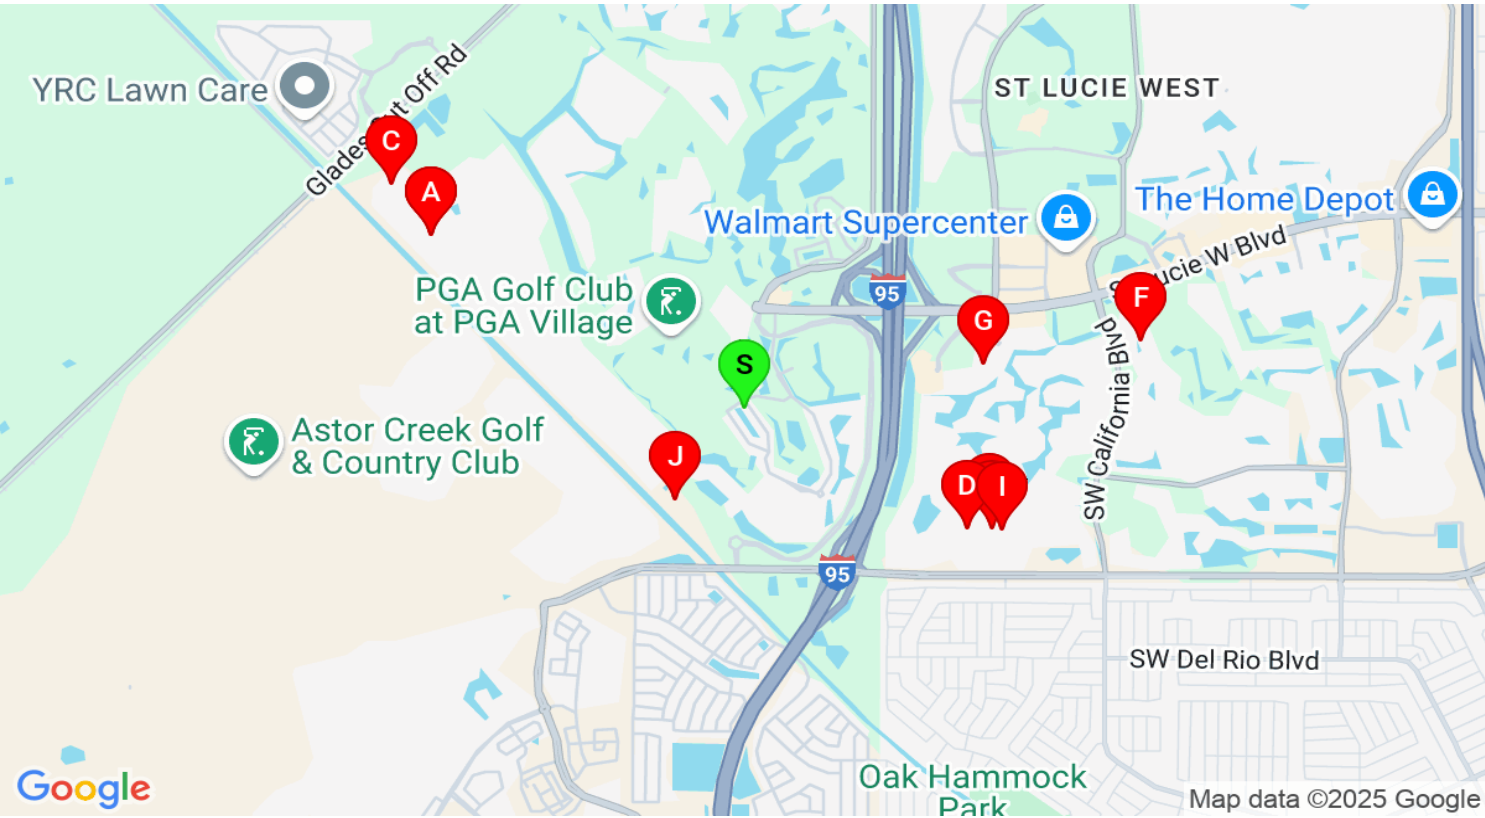 YRC Lawn Care
Glades Cut Off Rd
ST LUCIE WEST
C
A
The Home Depot
Walmart Supercenter
Lucie W Blvd
PGA Golf Club
at PGA Village
95
F
G
S
SW California Blvd
Astor Creek Golf
& Country Club
J
D
I
95
SW Del Rio Blvd
Oak Hammock
Park
Google
Map data ©2025 Google